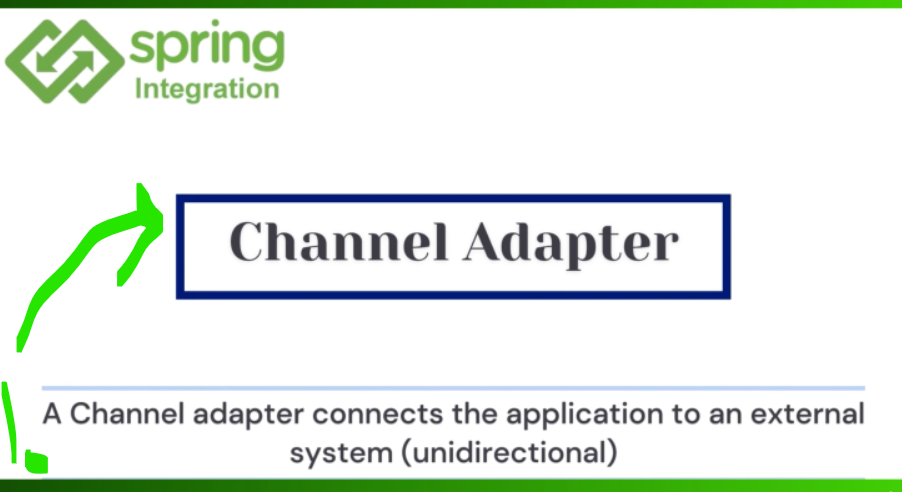 spring
Integration
Channel Adapter
A Channel adapter connects the application to an external
system (unidirectional)